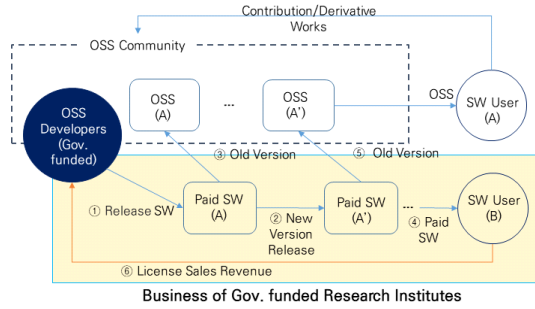 Contribution/Derivative
Works
OSS Community
OSS
Developers
(Gov.
funded)
OSS
(A)
...
OSS
(A')
OSS
SW User
(A)
③ Old Version
⑤ Old Version
① Release SW
Paid SW
(A)
② New
Version
Release
Paid SW
(A')
...
④ Paid
SW
SW User
(B)
⑥ License Sales Revenue
Business of Gov. funded Research Institutes